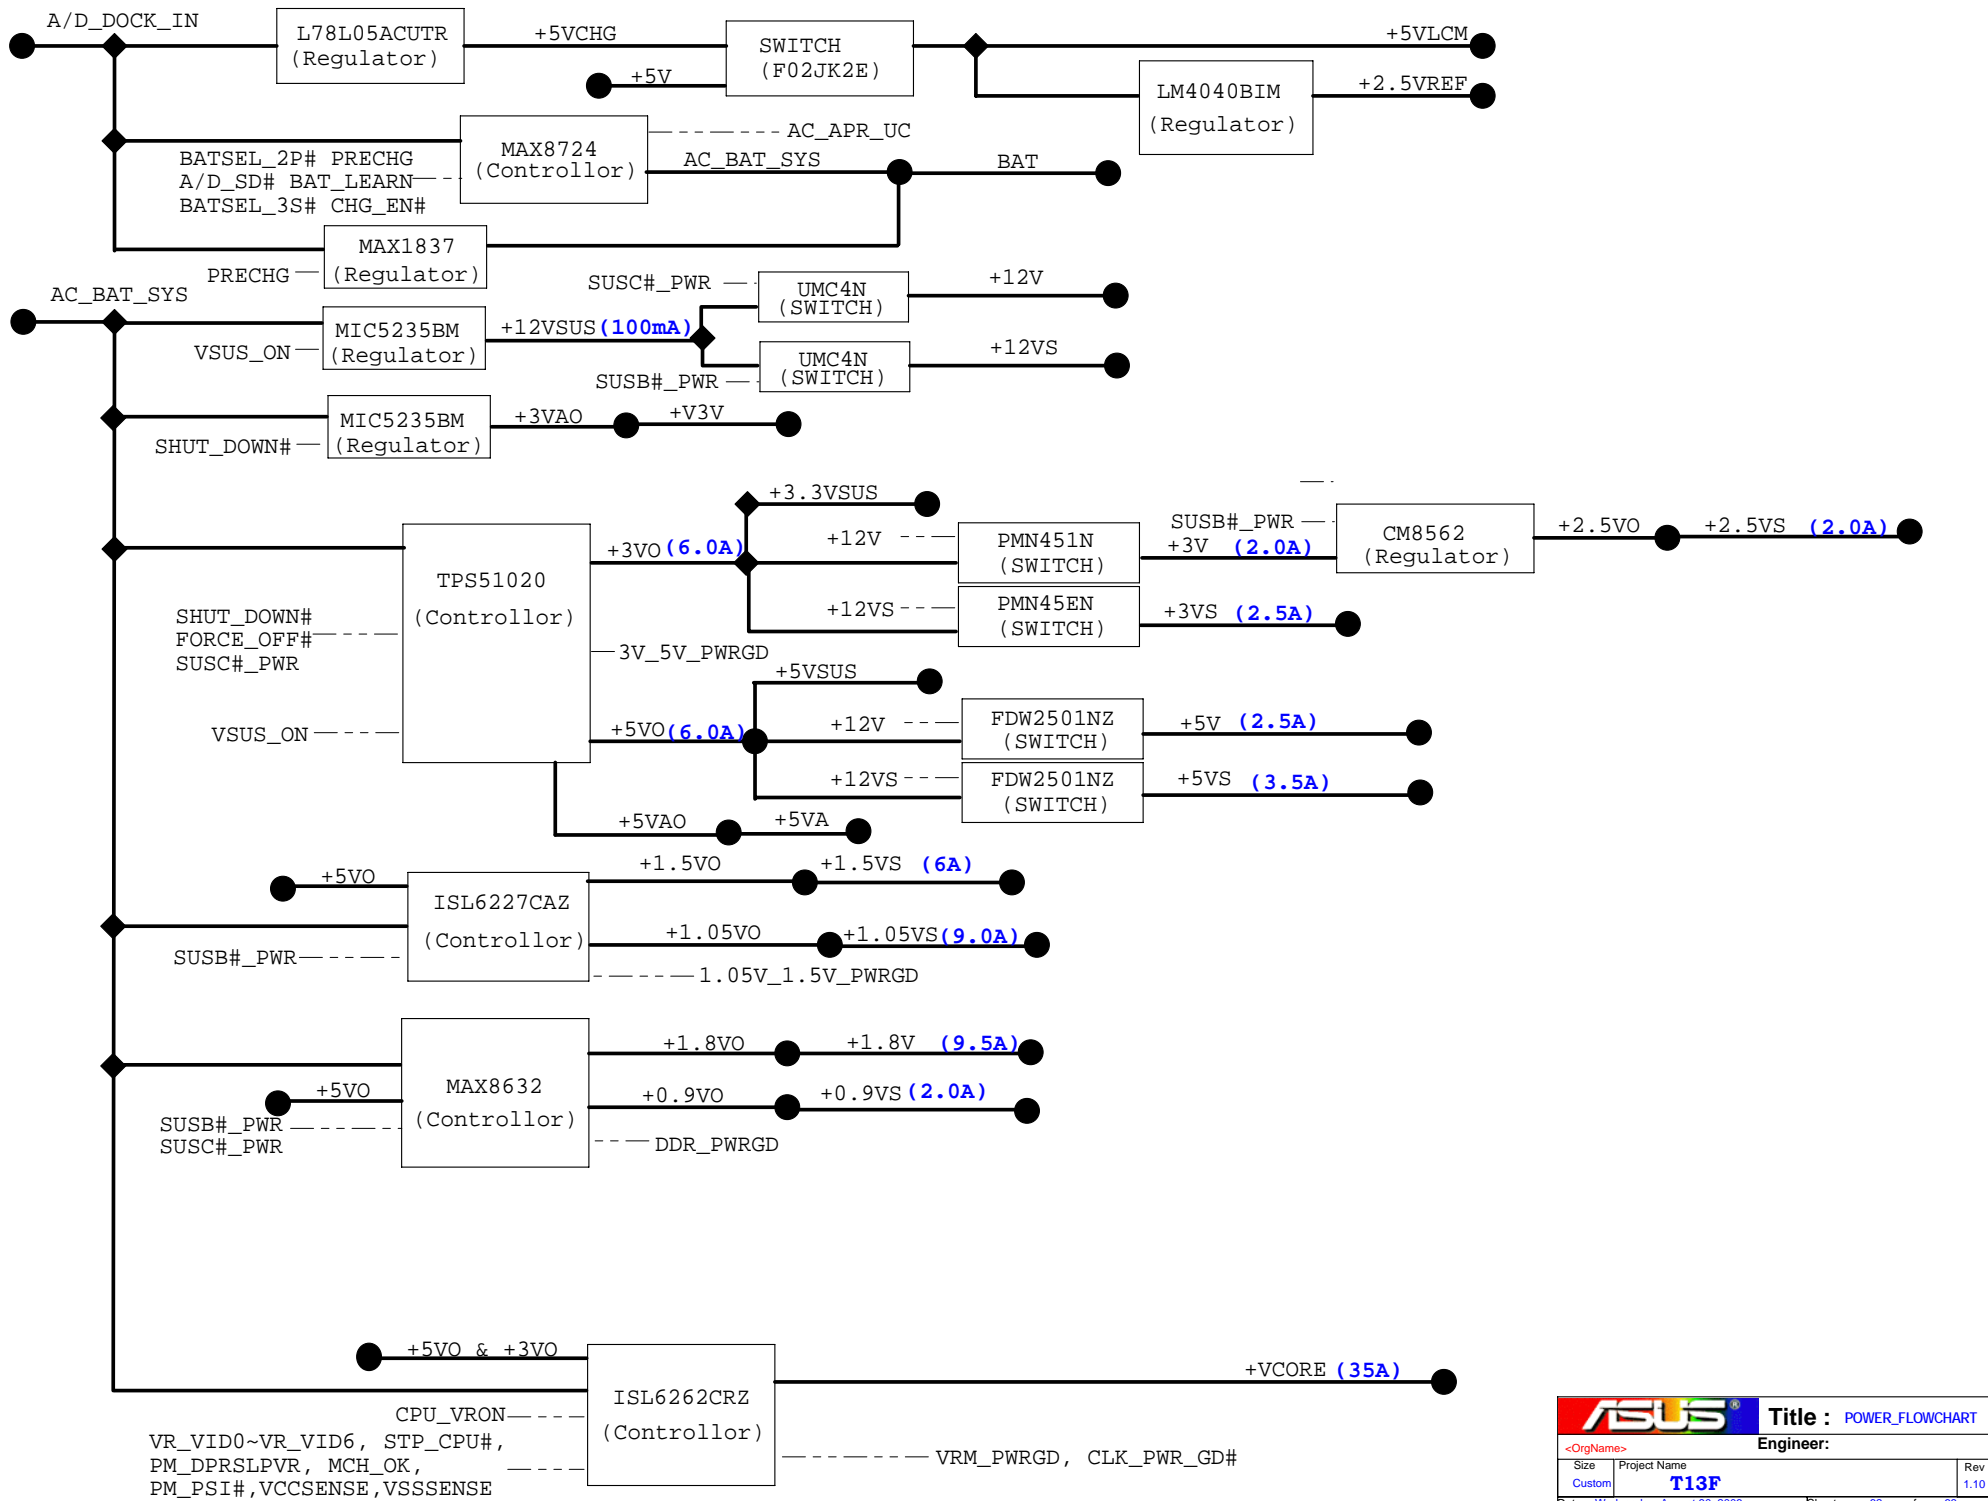 A/D_DOCK_IN
L78L05ACUTR
(Regulator)
+5VCHG
SWITCH
(F02JK2E)
+5V
+5VLCM
LM4040BIM
(Regulator)
+2.5VREF
BATSEL_2P# PRECHG
A/D_SD# BAT_LEARN
BATSEL_3S# CHG_EN#
MAX8724
(Controllor)
AC_APR_UC
AC_BAT_SYS
BAT
MAX1837
(Regulator)
PRECHG
AC_BAT_SYS
MIC5235BM
(Regulator)
VSUS_ON
+12VSUS (100mA)
SUSC#_PWR
UMC4N
(SWITCH)
+12V
UMC4N
(SWITCH)
SUSB#_PWR
+12VS
SHUT_DOWN#
MIC5235BM
(Regulator)
+3VAO
+V3V
TPS51020
(Controllor)
SHUT_DOWN#
FORCE_OFF#
SUSC#_PWR
VSUS_ON
+3VO (6.0A)
+3.3VSUS
+12V
PMN451N
(SWITCH)
+3V (2.0A)
SUSB#_PWR
CM8562
(Regulator)
+2.5VO
+2.5VS (2.0A)
+12VS
PMN45EN
(SWITCH)
+3VS (2.5A)
3V_5V_PWRGD
+5VSUS
+5VO (6.0A)
+12V
FDW2501NZ
(SWITCH)
+5V (2.5A)
+12VS
FDW2501NZ
(SWITCH)
+5VS (3.5A)
+5VAO
+5VA
+5VO
ISL6227CAZ
(Controllor)
SUSB#_PWR
+1.5VO
+1.5VS (6A)
+1.05VO
+1.05VS (9.0A)
1.05V_1.5V_PWRGD
MAX8632
(Controllor)
+5VO
SUSB#_PWR
SUSC#_PWR
+1.8VO
+1.8V (9.5A)
+0.9VO
+0.9VS (2.0A)
DDR_PWRGD
+5VO & +3VO
ISL6262CRZ
(Controllor)
+VCORE (35A)
CPU_VRON
VR_VID0~VR_VID6, STP_CPU#,
PM_DPRSLPVR, MCH_OK,
PM_PSI#,VCCSENSE,VSSSENSE
VRM_PWRGD, CLK_PWR_GD#
ASUS®
Title : POWER_FLOWCHART
<OrgName>
Engineer:
Size
Custom
Project Name
T13F
Rev
1.10